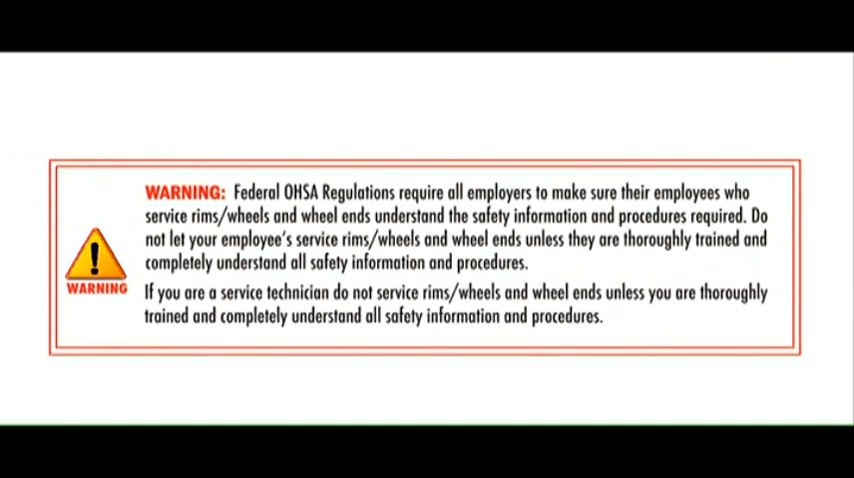 WARNING: Federal OHSA Regulations require all employers to make sure their employees who
service rims/wheels and wheel ends understand the safety information and procedures required. Do
not let your employee's service rims/wheels and wheel ends unless they are thoroughly trained and
completely understand all safety information and procedures.
WARNING
If you are a service technician do not service rims/wheels and wheel ends unless you are thoroughly
trained and completely understand all safety information and procedures.